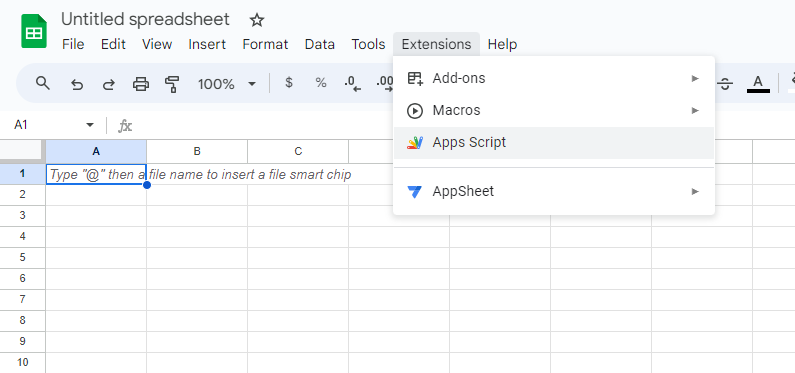 Untitled spreadsheet
File Edit View Insert Format Data Tools Extensions Help
100% $ % .0 .00
A
Add-ons
Macros
Apps Script
AppSheet
A1 fx
A B C
1 Type "@" then a file name to insert a file smart chip
2
3
4
5
6
7
8
9
10